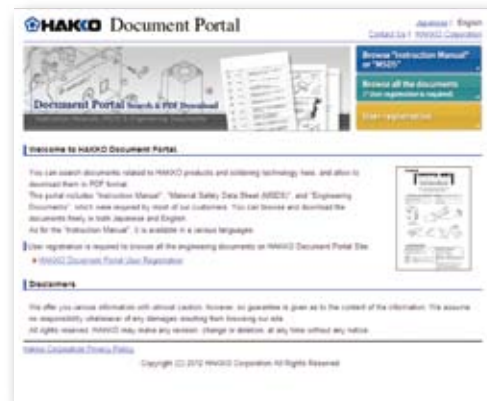 HAKKO Document Portal
Japanese | English
Contact Us | HAKKO Corporation
Browse "Instruction Manual"
or "MSDS"
Browse all the documents
(* User registration is required)
User registration
Document Portal Search & PDF Download
Instruction Manuals, MSDS & Engineering Documents
Welcome to HAKKO Document Portal.
You can search documents related to HAKKO products and soldering technology here, and allow to
download them in PDF format.
This portal includes "Instruction Manual", "Material Safety Data Sheet (MSDS)", and "Engineering
Documents", which were required by most of our customers. You can browse and download the
documents freely in both Japanese and English.
As for the "Instruction Manual", it is available in a various languages.
User registration is required to browse all the engineering documents on HAKKO Document Portal Site.
HAKKO Document Portal User Registration
Disclaimers
We offer you various information with utmost caution, however, no guarantee is given as to the content of the information. We assume
no responsibility whatsoever of any damages resulting from browsing our site.
All rights reserved. HAKKO may make any revision, change or deletion, at any time without any notice.
Hakko Corporation Privacy Policy
Copyright (C) 2012 HAKKO Corporation All Rights Reserved.